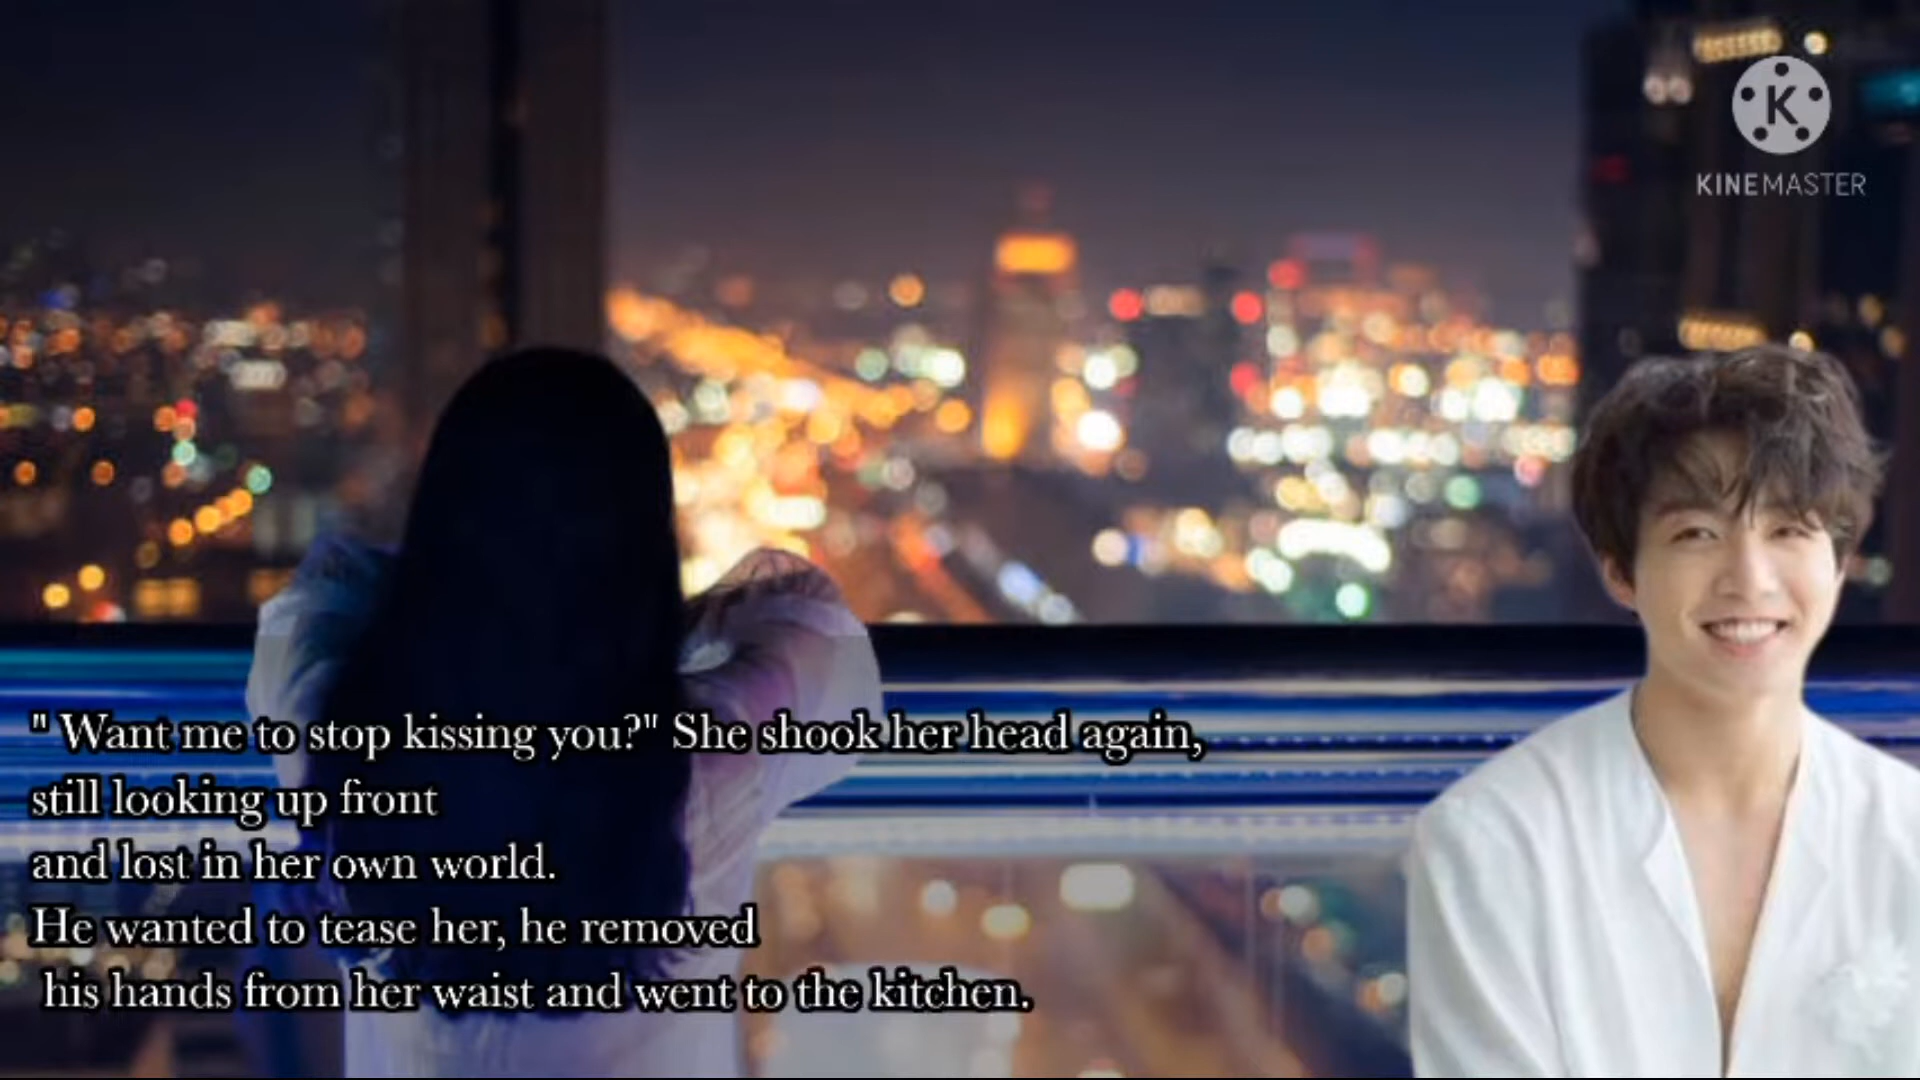 K
KINEMASTER
" Want me to stop kissing you?" She shook her head again,
still looking up front
and lost in her own world.
He wanted to tease her, he removed
his hands from her waist and went to the kitchen.